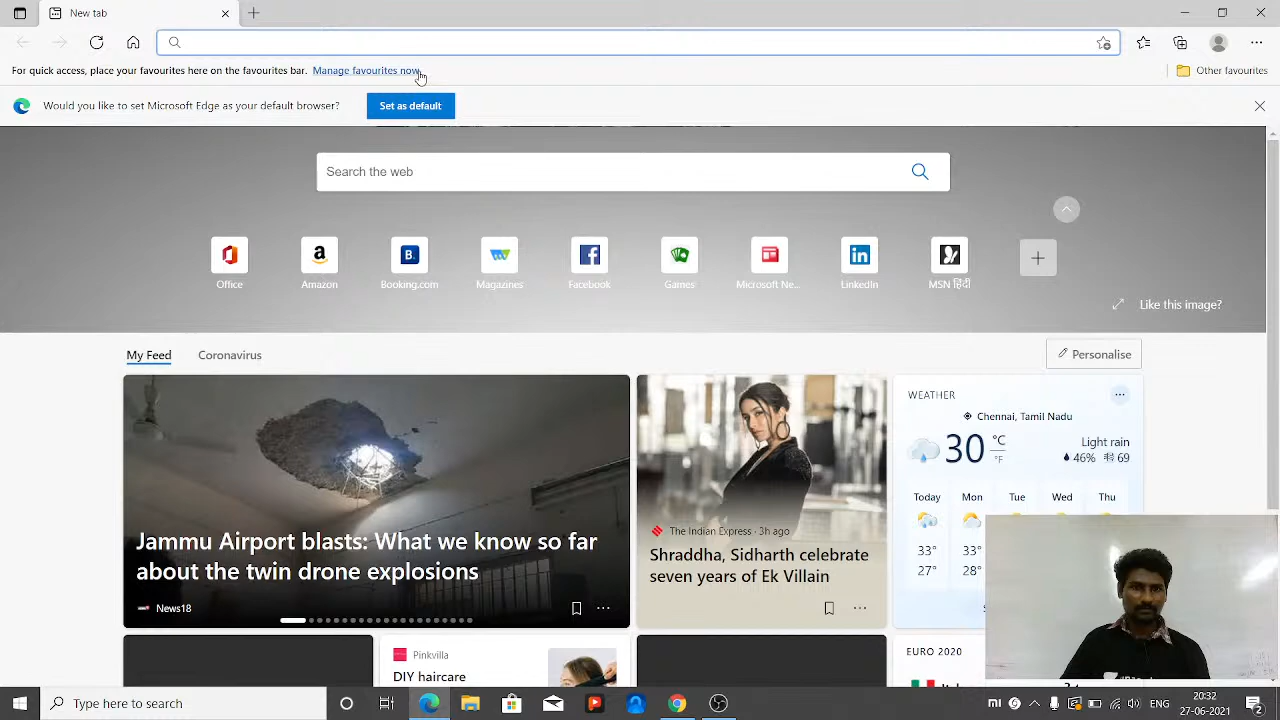 New tab
For quick access, place your favourites here on the favourites bar. Manage favourites now
Other favourites
Would you like to set Microsoft Edge as your default browser?
Set as default
Search the web
Office
Amazon
B.
Booking.com
Magazines
Facebook
Games
Microsoft Ne...
LinkedIn
MSN हिंदी
Like this image?
My Feed
Coronavirus
Personalise
Jammu Airport blasts: What we know so far
about the twin drone explosions
News18
The Indian Express · 3h ago
Shraddha, Sidharth celebrate
seven years of Ek Villain
WEATHER
Chennai, Tamil Nadu
30 °C
°F
Light rain
46% 69
Today Mon Tue Wed Thu
33° 33°
27° 28°
Pinkvilla
DIY haircare
EURO 2020
Type here to search
ENG
20:32
27-06-2021
2